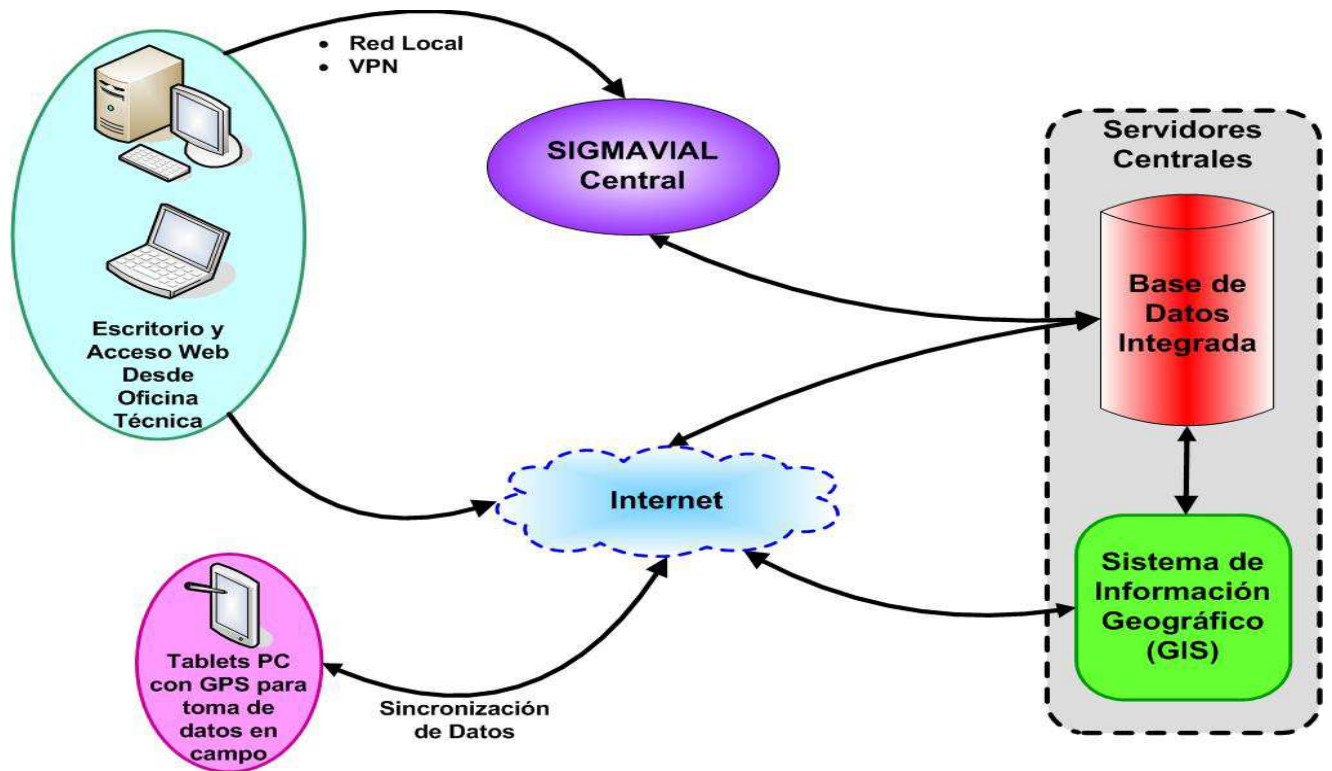 • Red Local
• VPN
SIGMAVIAL
Central
Servidores
Centrales
Base de
Datos
Integrada
Escritorio y
Acceso Web
Desde
Oficina
Técnica
Internet
Sistema de
Información
Geográfico
(GIS)
Tablets PC
con GPS para
toma de
datos en
campo
Sincronización
de Datos